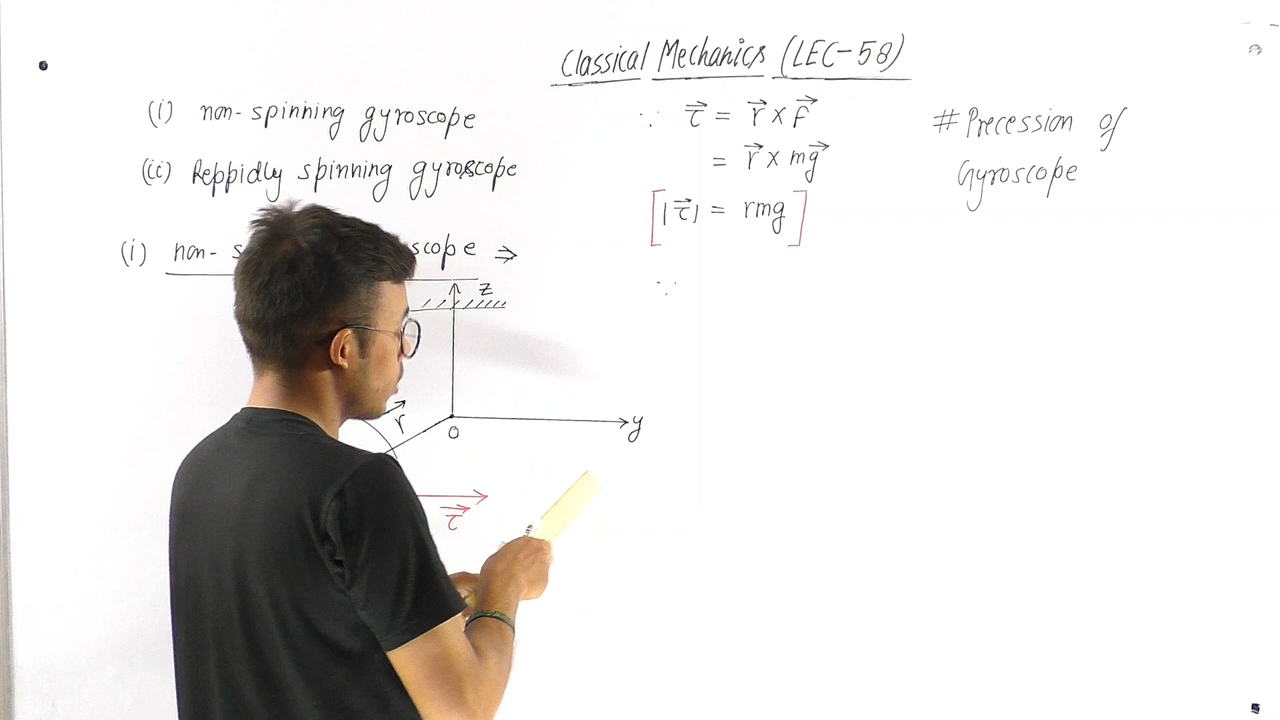 Classical Mechanics (LEC-58)
(i) non-spinning gyroscope
(ii) Reppidly spinning gyroscope
(i) non- scope ⇒
z
r
O
y
τ⃗
∵ τ⃗ = r⃗ × F⃗
= r⃗ × mg⃗
[|τ⃗| = rmg]
∵
# Precession of
Gyroscope